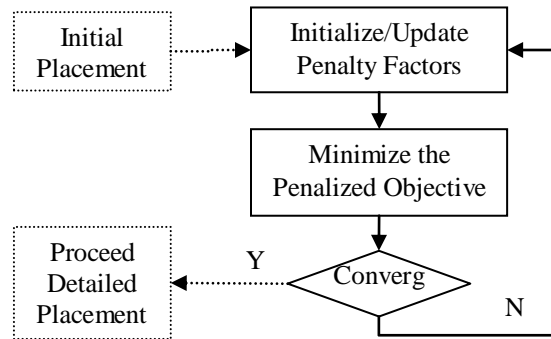 Initial
Placement
Initialize/Update
Penalty Factors
Minimize the
Penalized Objective
Proceed
Detailed
Placement
Y
Converg
N